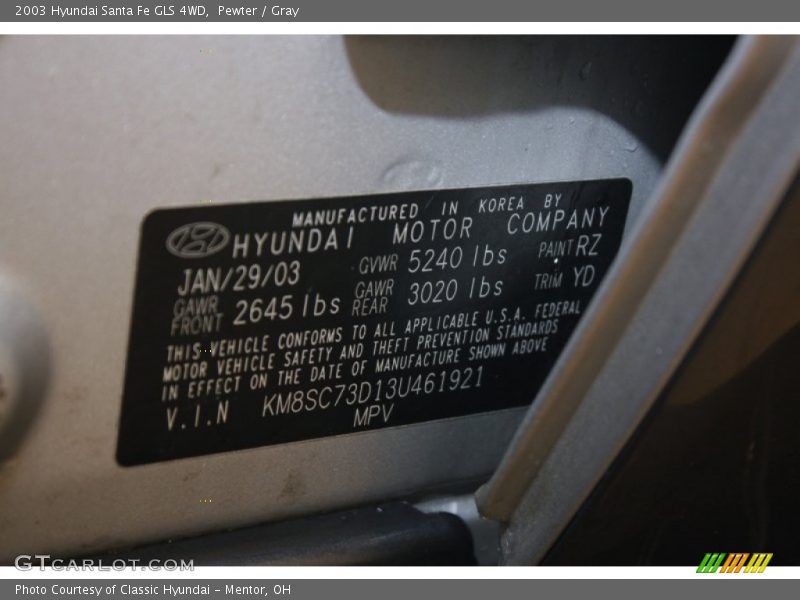 2003 Hyundai Santa Fe GLS 4WD, Pewter / Gray
MANUFACTURED IN KOREA BY
HYUNDAI MOTOR COMPANY
JAN/29/03 GVWR 5240 lbs PAINT RZ
GAWR FRONT 2645 lbs GAWR REAR 3020 lbs TRIM YD
THIS VEHICLE CONFORMS TO ALL APPLICABLE U.S.A. FEDERAL
MOTOR VEHICLE SAFETY AND THEFT PREVENTION STANDARDS
IN EFFECT ON THE DATE OF MANUFACTURE SHOWN ABOVE
V.I.N KM8SC73D13U461921
MPV
GTCARLOT.COM
Photo Courtesy of Classic Hyundai - Mentor, OH